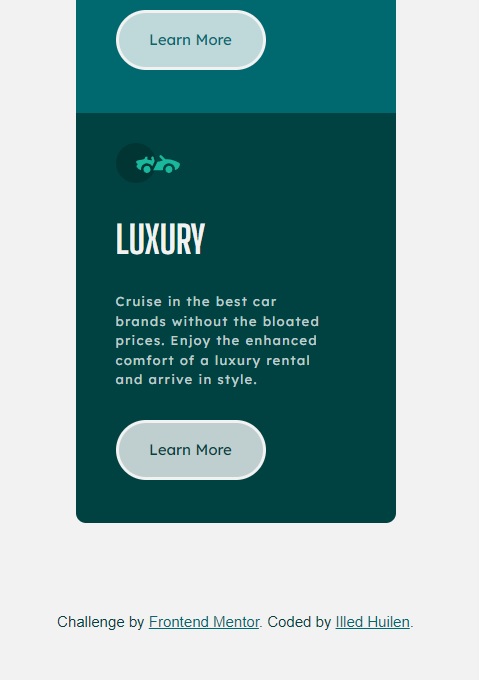 Learn More
LUXURY
Cruise in the best car
brands without the bloated
prices. Enjoy the enhanced
comfort of a luxury rental
and arrive in style.
Learn More
Challenge by Frontend Mentor. Coded by Illed Huilen.